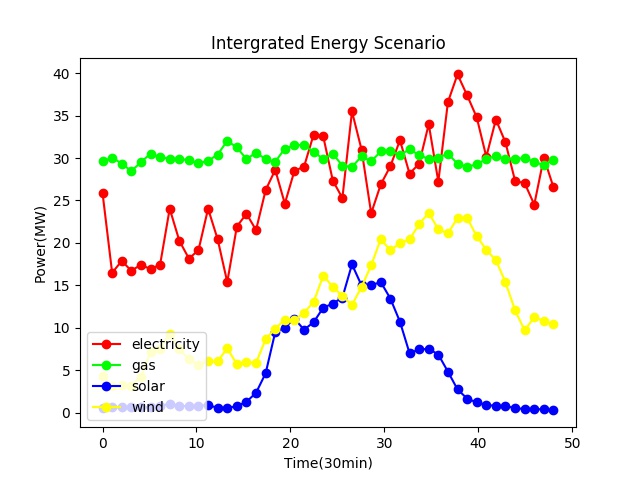 Intergrated Energy Scenario
Power(MW)
40
35
30
25
20
15
10
5
0
electricity
gas
solar
wind
0 10 20 30 40 50
Time(30min)